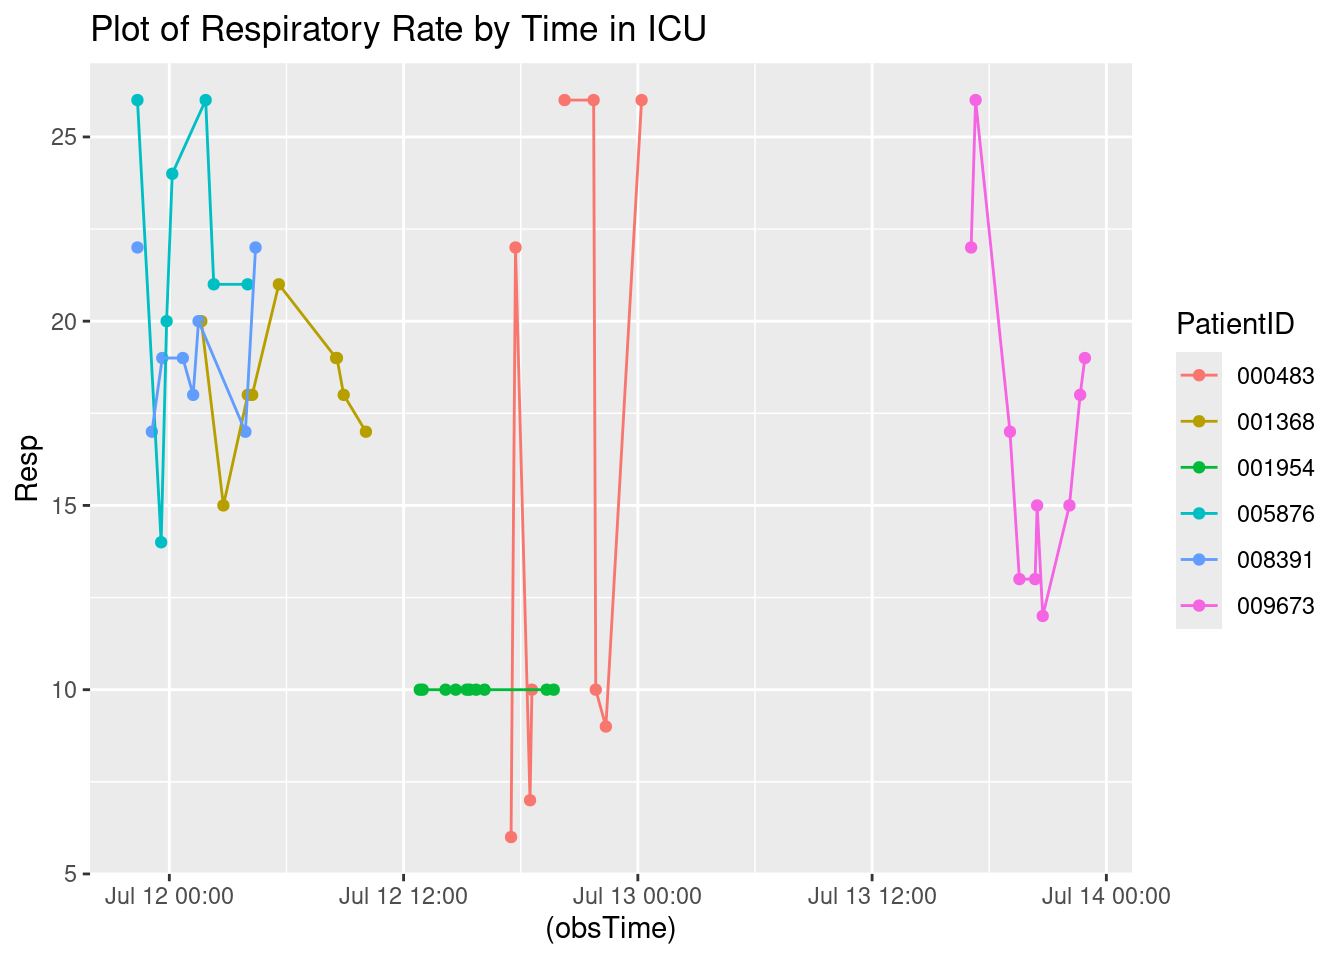 Plot of Respiratory Rate by Time in ICU
25
20
15
10
5
Resp
Jul 12 00:00
Jul 12 12:00
Jul 13 00:00
Jul 13 12:00
Jul 14 00:00
(obsTime)
PatientID
000483
001368
001954
005876
008391
009673